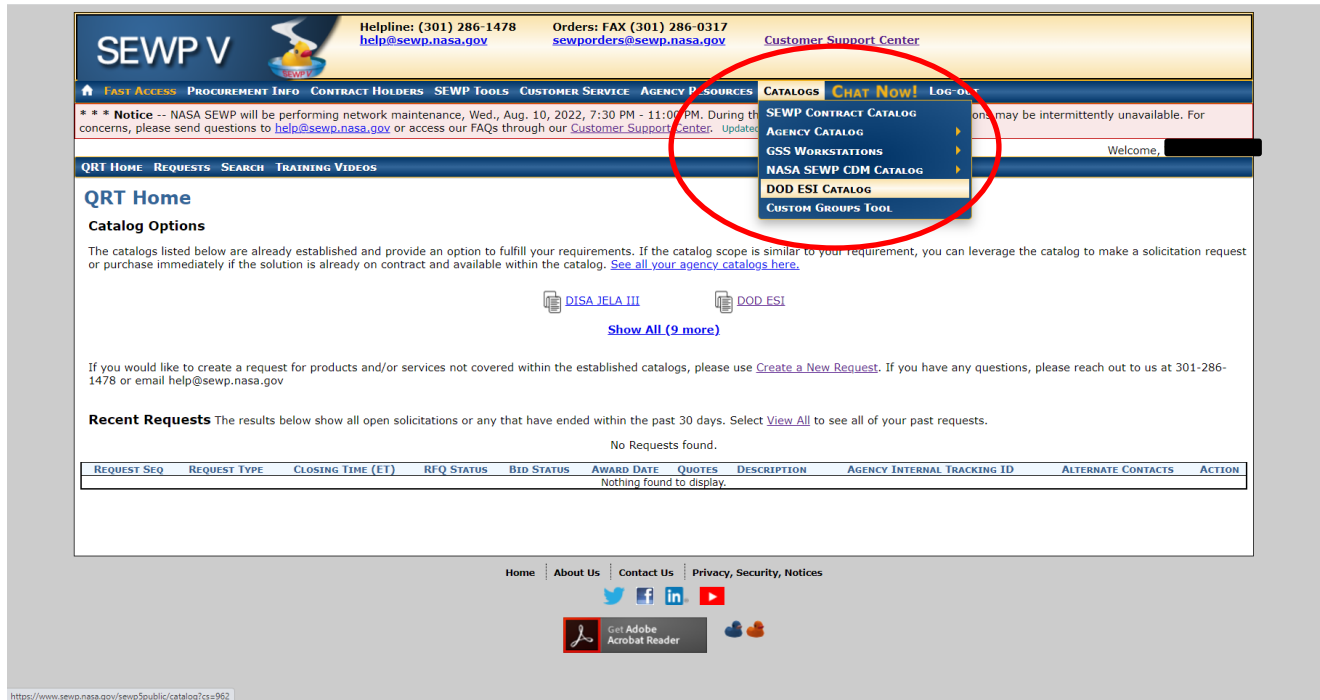 SEWP V
SEWP V
Helpline: (301) 286-1478
help@sewp.nasa.gov
Orders: FAX (301) 286-0317
sewporders@sewp.nasa.gov
Customer Support Center
FAST ACCESS PROCUREMENT INFO CONTRACT HOLDERS SEWP TOOLS CUSTOMER SERVICE AGENCY RESOURCES CATALOGS CHAT NOW! LOG-OUT
* * * Notice -- NASA SEWP will be performing network maintenance, Wed., Aug. 10, 2022, 7:30 PM - 11:00 PM. During th may be intermittently unavailable. For
concerns, please send questions to help@sewp.nasa.gov or access our FAQs through our Customer Support Center. Updated
SEWP CONTRACT CATALOG
AGENCY CATALOG
GSS WORKSTATIONS
NASA SEWP CDM CATALOG
DOD ESI CATALOG
CUSTOM GROUPS TOOL
Welcome,
QRT HOME REQUESTS SEARCH TRAINING VIDEOS
QRT Home
Catalog Options
The catalogs listed below are already established and provide an option to fulfill your requirements. If the catalog scope is similar to your requirement, you can leverage the catalog to make a solicitation request
or purchase immediately if the solution is already on contract and available within the catalog. See all your agency catalogs here.
DISA JELA III DOD ESI
Show All (9 more)
If you would like to create a request for products and/or services not covered within the established catalogs, please use Create a New Request. If you have any questions, please reach out to us at 301-286-
1478 or email help@sewp.nasa.gov
Recent Requests The results below show all open solicitations or any that have ended within the past 30 days. Select View All to see all of your past requests.
No Requests found.
REQUEST SEQ REQUEST TYPE CLOSING TIME (ET) RFQ STATUS BID STATUS AWARD DATE QUOTES DESCRIPTION AGENCY INTERNAL TRACKING ID ALTERNATE CONTACTS ACTION
Nothing found to display.
Home About Us Contact Us Privacy, Security, Notices
Get Adobe
Acrobat Reader
https://www.sewp.nasa.gov/sewp5public/catalog?cs=962